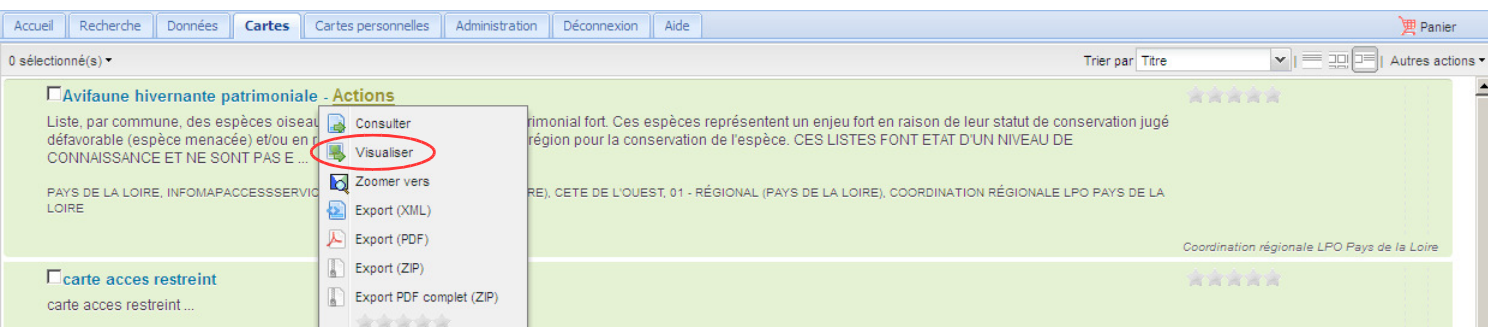 Accueil Recherche Données Cartes Cartes personnelles Administration Déconnexion Aide Panier
0 sélectionné(s) Trier par Titre Autres actions
Avifaune hivernante patrimoniale - Actions
Liste, par commune, des espèces oiseau rimonial fort. Ces espèces représentent un enjeu fort en raison de leur statut de conservation jugé
défavorable (espèce menacée) et/ou en r région pour la conservation de l'espèce. CES LISTES FONT ETAT D'UN NIVEAU DE
CONNAISSANCE ET NE SONT PAS E ...
PAYS DE LA LOIRE, INFOMAPACCESSSERVIC RE), CETE DE L'OUEST, 01 - RÉGIONAL (PAYS DE LA LOIRE), COORDINATION RÉGIONALE LPO PAYS DE LA
LOIRE
Coordination régionale LPO Pays de la Loire
Consulter
Visualiser
Zoomer vers
Export (XML)
Export (PDF)
Export (ZIP)
Export PDF complet (ZIP)
carte acces restreint
carte acces restreint ...